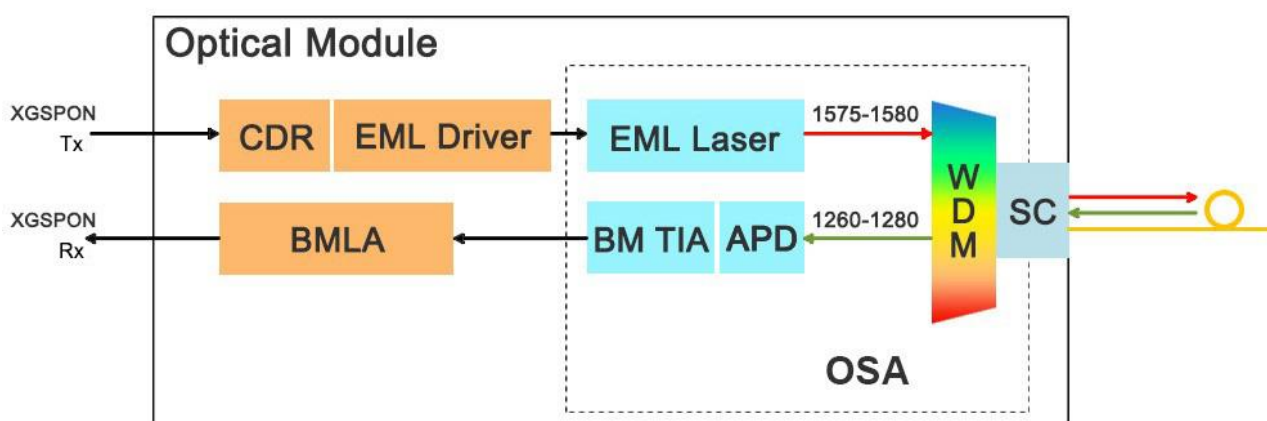 Optical Module
XGSPON
Tx
CDR
EML Driver
EML Laser
1575-1580
XGSPON
Rx
BMLA
BM TIA
APD
1260-1280
W
D
M
SC
OSA